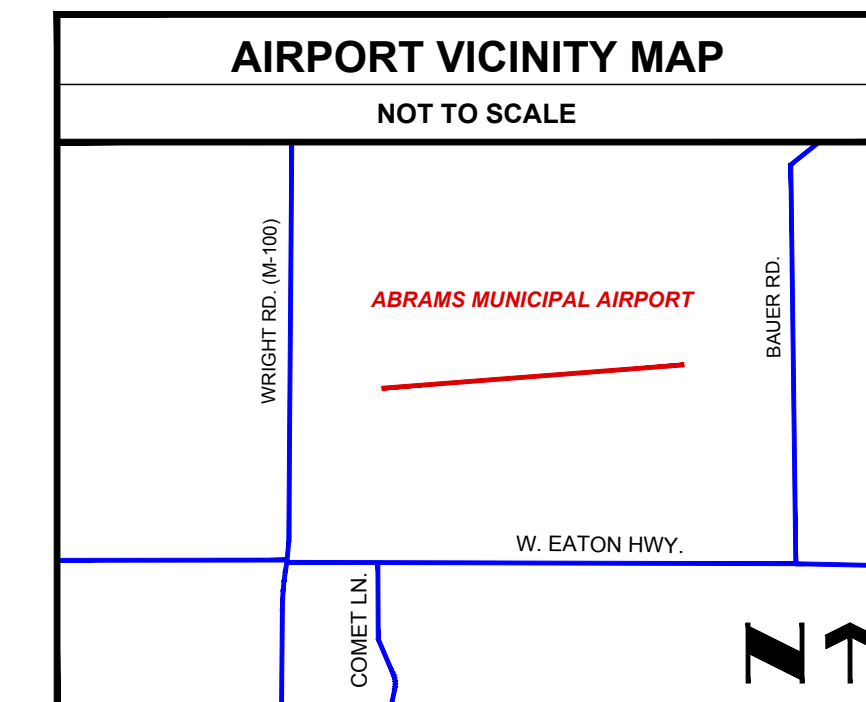 AIRPORT VICINITY MAP
NOT TO SCALE
WRIGHT RD. (M-100)
ABRAMS MUNICIPAL AIRPORT
BAUER RD.
W. EATON HWY.
COMET LN.
N